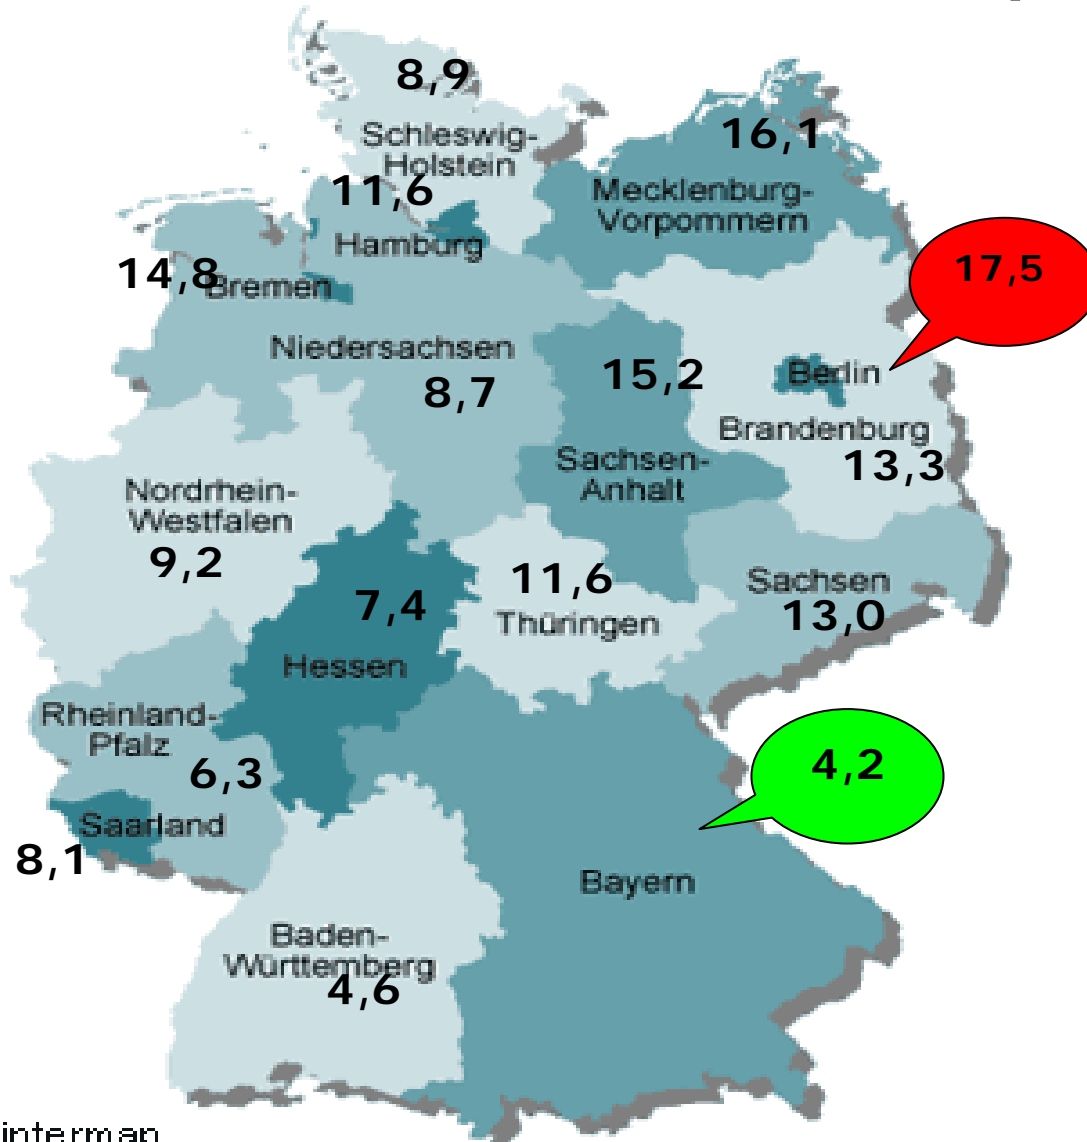 8,9
Schleswig-
Holstein
16,1
Mecklenburg-
Vorpommern
11,6
Hamburg
14,8
Bremen
17,5
Niedersachsen
8,7
15,2
Berlin
Brandenburg
13,3
Sachsen-
Anhalt
Nordrhein-
Westfalen
9,2
7,4
Hessen
11,6
Thüringen
Sachsen
13,0
Rheinland-
Pfalz
6,3
4,2
Saarland
8,1
Bayern
Baden-
Württemberg
4,6
intermap